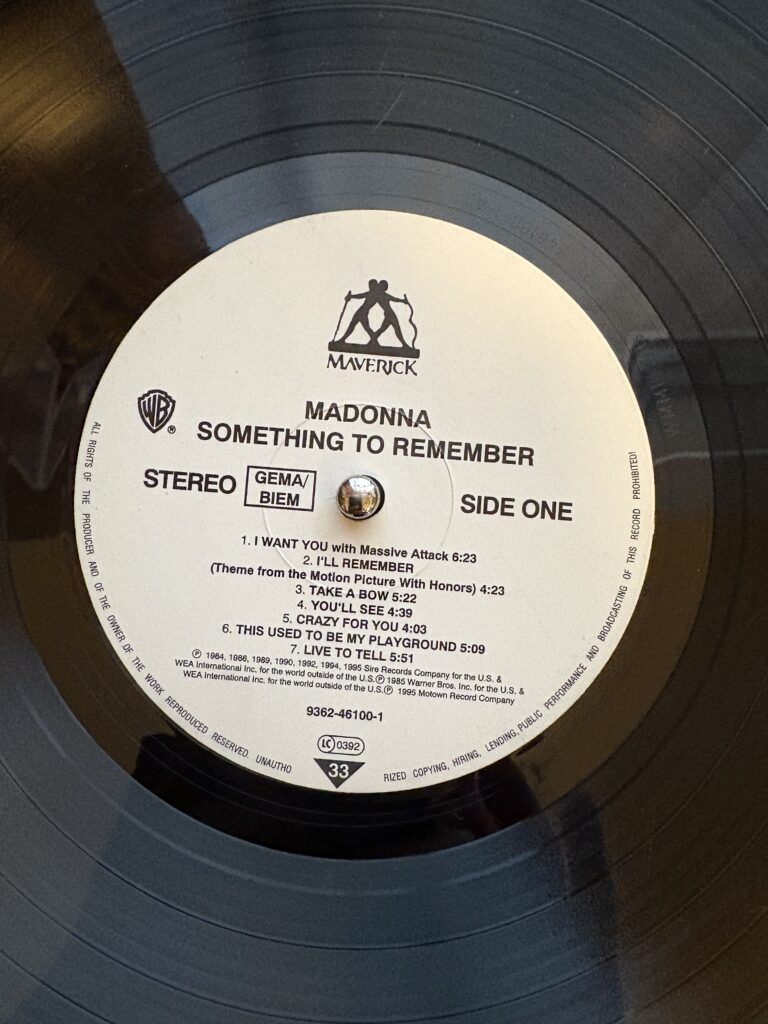 MAVERICK
WB
®
MADONNA
SOMETHING TO REMEMBER
STEREO
GEMA/
BIEM
SIDE ONE
1. I WANT YOU with Massive Attack 6:23
2. I'LL REMEMBER
(Theme from the Motion Picture With Honors) 4:23
3. TAKE A BOW 5:22
4. YOU'LL SEE 4:39
5. CRAZY FOR YOU 4:03
6. THIS USED TO BE MY PLAYGROUND 5:09
7. LIVE TO TELL 5:51
℗ 1984, 1986, 1989, 1990, 1992, 1994, 1995 Sire Records Company for the U.S. &
WEA International Inc. for the world outside of the U.S.℗ 1985 Warner Bros. Inc. for the U.S. &
WEA International Inc. for the world outside of the U.S.℗ 1995 Motown Record Company
9362-46100-1
LC 0392
33
ALL RIGHTS OF THE PRODUCER AND OF THE OWNER OF THE WORK REPRODUCED RESERVED. UNAUTHO
RIZED COPYING, HIRING, LENDING, PUBLIC PERFORMANCE AND BROADCASTING OF THIS RECORD PROHIBITED!